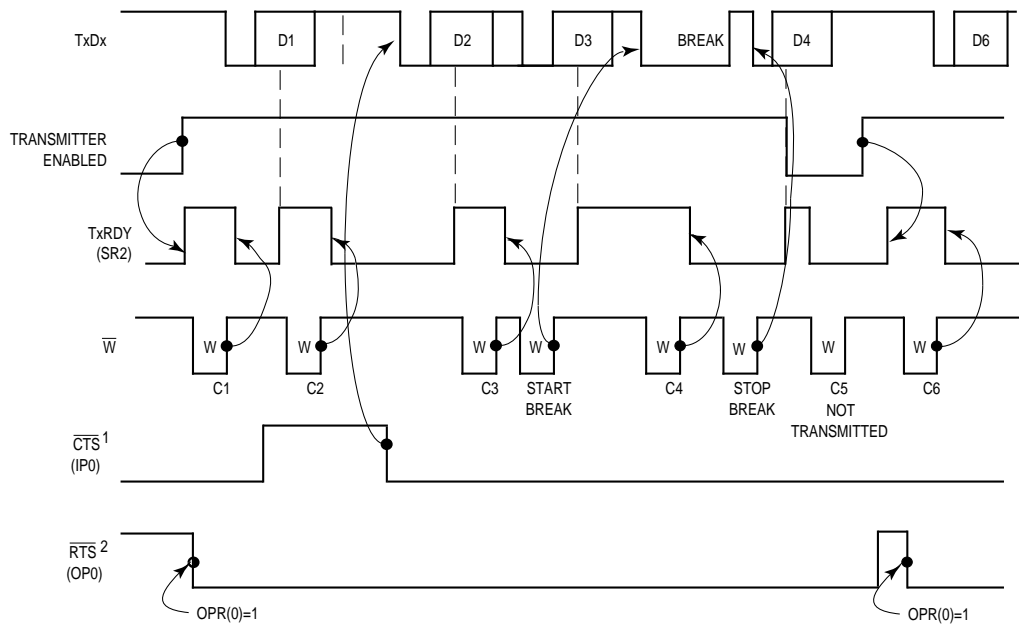 TxDx
D1
D2
D3
BREAK
D4
D6
TRANSMITTER
ENABLED
TxRDY
(SR2)
W
W
W
W
W
W
W
W
W
C1
C2
C3
START
BREAK
C4
STOP
BREAK
C5
NOT
TRANSMITTED
C6
CTS 1
(IP0)
RTS 2
(OP0)
OPR(0)=1
OPR(0)=1